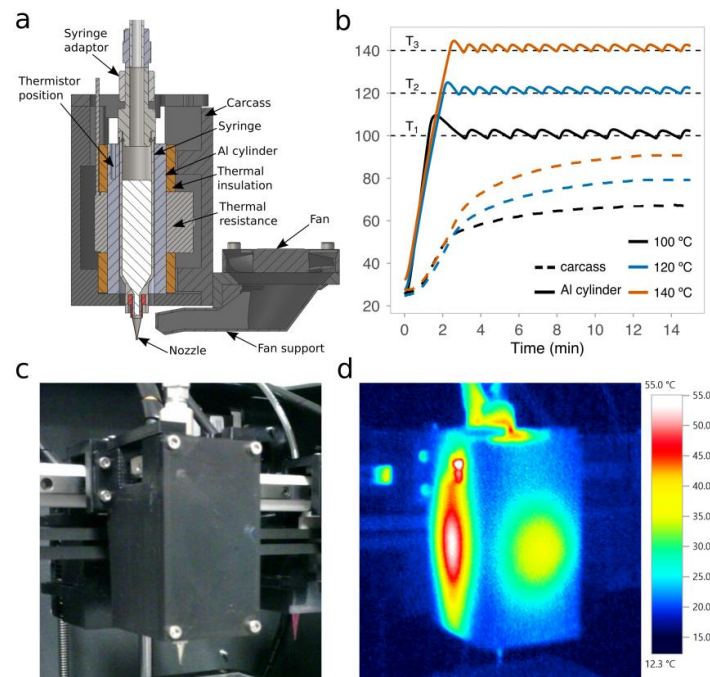 a
Syringe
adaptor
Thermistor
position
Carcass
Syringe
Al cylinder
Thermal
insulation
Thermal
resistance
Fan
Nozzle
Fan support
b
T3
T2
T1
140
120
100
80
60
40
20
100 ºC
carcass
120 ºC
Al cylinder
140 ºC
0
2
4
6
8
10
12
14
Time (min)
c
d
55.0 °C
55.0
50.0
45.0
40.0
35.0
30.0
25.0
20.0
15.0
12.3 °C